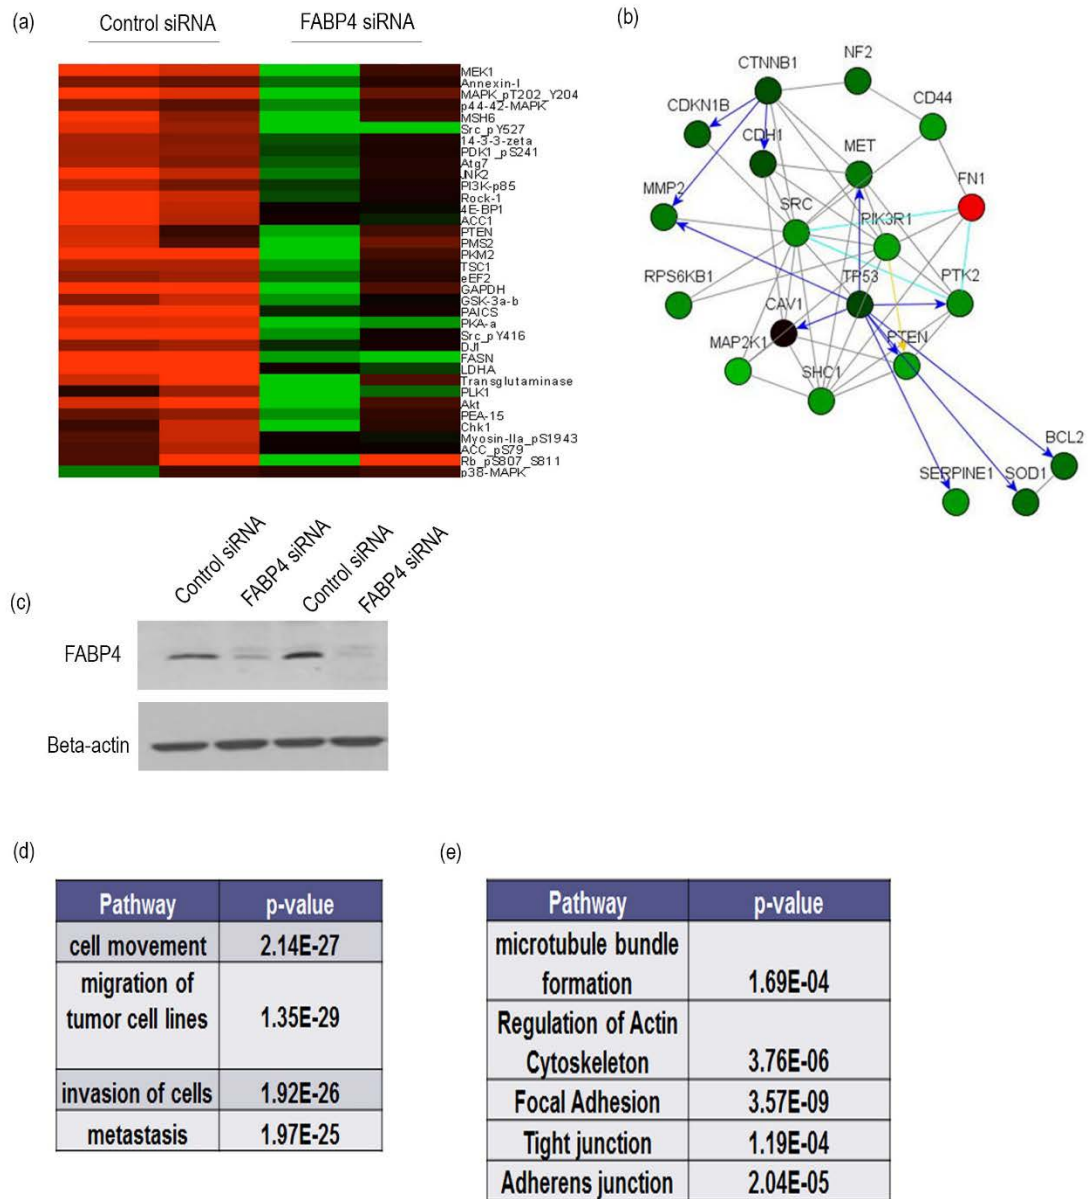 (a)
Control siRNA
FABP4 siRNA
MEK1
Annexin-I
MAPK_pT202_Y204
p44-42-MAPK
MSH6
Src_pY527
14-3-3-zeta
PDK1_pS241
Atg7
JNK2
PI3K-p85
Rock-1
4E-BP1
ACC1
PTEN
PMS2
PKM2
TSC1
eEF2
GAPDH
GSK-3a-b
PAICS
PKA-a
Src_pY416
DJ1
FASN
LDHA
Transglutaminase
PLK1
Akt
PEA-15
Chk1
Myosin-IIa_pS1943
ACC_pS79
Rb_pS807_S811
p38-MAPK
(b)
NF2
CTNNB1
CD44
CDKN1B
CDH1
MET
FN1
MMP2
SRC
PIK3R1
RPS6KB1
TP53
PTK2
CAV1
MAP2K1
PTEN
SHC1
BCL2
SERPINE1
SOD1
(c)
Control siRNA
FABP4 siRNA
Control siRNA
FABP4 siRNA
FABP4
Beta-actin
(d)
Pathway p-value
cell movement 2.14E-27
migration of
tumor cell lines 1.35E-29
invasion of cells 1.92E-26
metastasis 1.97E-25
(e)
Pathway p-value
microtubule bundle
formation 1.69E-04
Regulation of Actin
Cytoskeleton 3.76E-06
Focal Adhesion 3.57E-09
Tight junction 1.19E-04
Adherens junction 2.04E-05